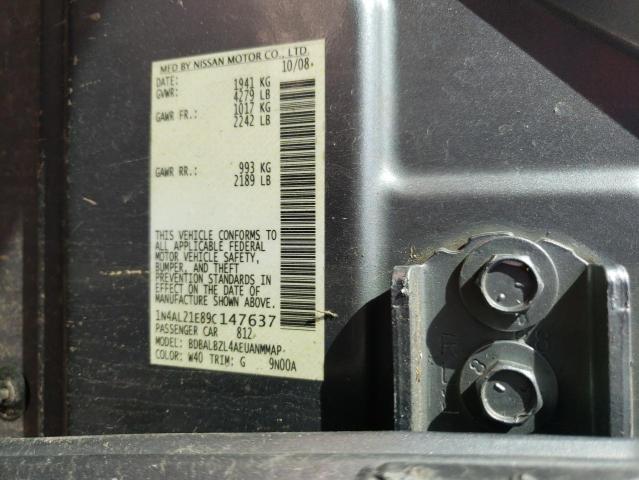 MFD BY NISSAN MOTOR CO., LTD.
DATE: 10/08
GVWR: 1941 KG
4279 LB
GAWR FR.: 1017 KG
2242 LB
GAWR RR.: 993 KG
2189 LB
THIS VEHICLE CONFORMS TO
ALL APPLICABLE FEDERAL
MOTOR VEHICLE SAFETY,
BUMPER, AND THEFT
PREVENTION STANDARDS IN
EFFECT ON THE DATE OF
MANUFACTURE SHOWN ABOVE.
1N4AL21E89C147637
PASSENGER CAR 812
MODEL: BDBALBZL4AEUANMMAP
COLOR: W40 TRIM: G 9N00A
8
8